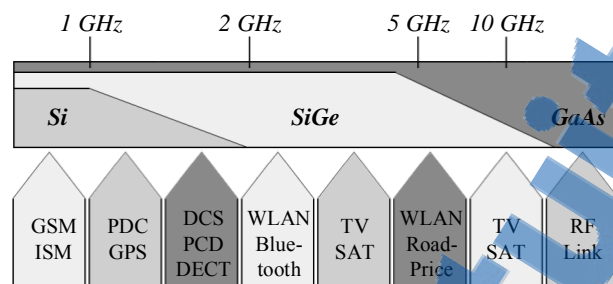 1 GHz 2 GHz 5 GHz 10 GHz
Si SiGe GaAs
GSM PDC DCS WLAN TV WLAN TV RF
ISM GPS PCD Blue- SAT Road- SAT Link
DECT tooth Price